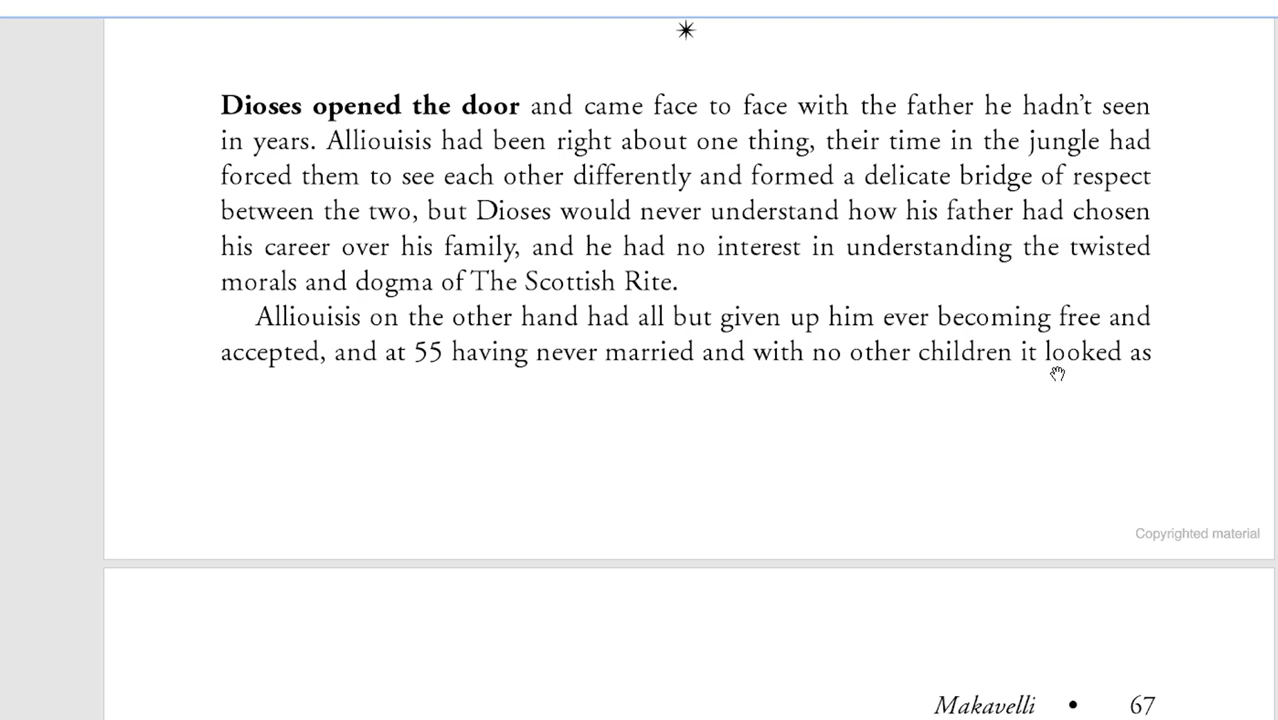 Dioses opened the door and came face to face with the father he hadn’t seen
in years. Alliouisis had been right about one thing, their time in the jungle had
forced them to see each other differently and formed a delicate bridge of respect
between the two, but Dioses would never understand how his father had chosen
his career over his family, and he had no interest in understanding the twisted
morals and dogma of The Scottish Rite.
Alliouisis on the other hand had all but given up him ever becoming free and
accepted, and at 55 having never married and with no other children it looked as
Copyrighted material
Makavelli • 67